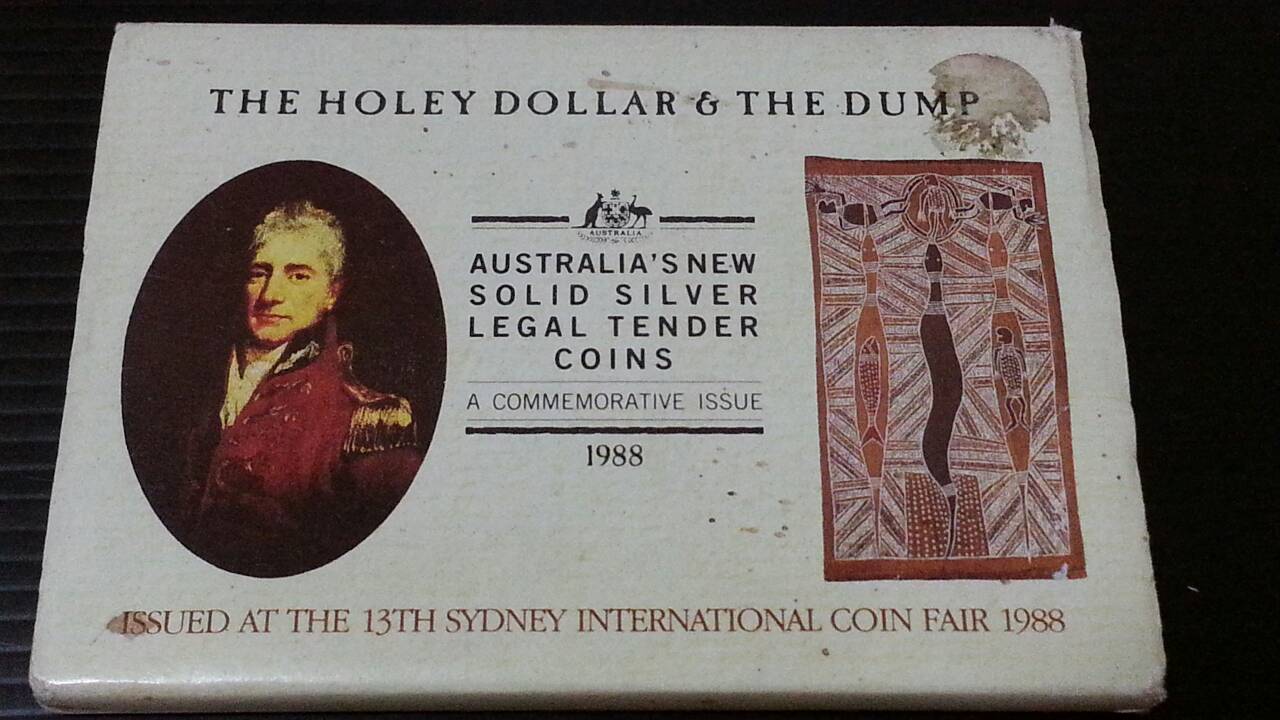 THE HOLEY DOLLAR & THE DUMP
AUSTRALIA
AUSTRALIA'S NEW
SOLID SILVER
LEGAL TENDER
COINS
A COMMEMORATIVE ISSUE
1988
ISSUED AT THE 13TH SYDNEY INTERNATIONAL COIN FAIR 1988